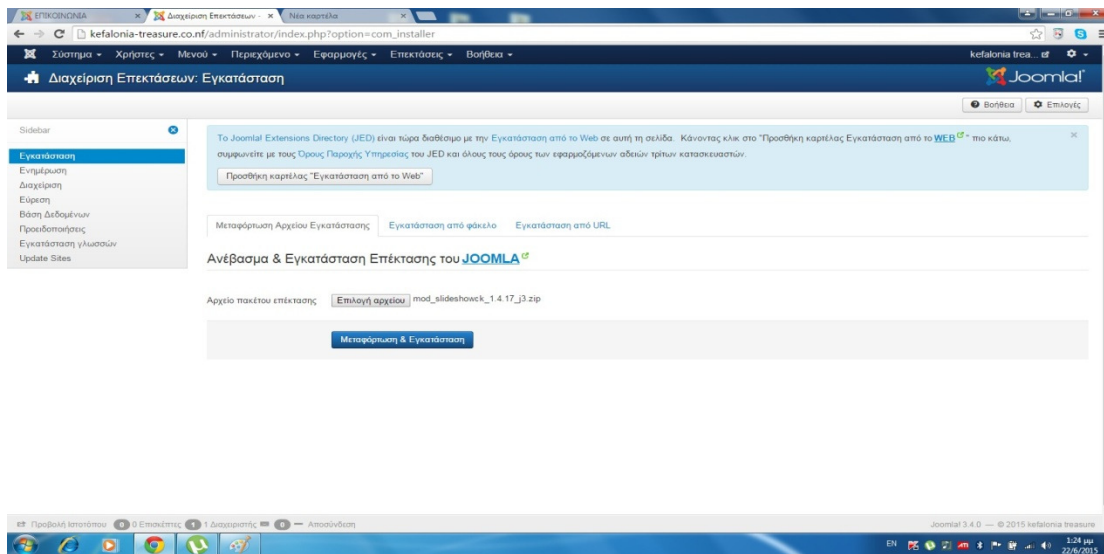 ΕΠΙΚΟΙΝΩΝΙΑ
Διαχείριση Επεκτάσεων -
Νέα καρτέλα
kefalonia-treasure.co.nf/administrator/index.php?option=com_installer
Σύστημα Χρήστες Μενού Περιεχόμενο Εφαρμογές Επεκτάσεις Βοήθεια
kefalonia trea...
Διαχείριση Επεκτάσεων: Εγκατάσταση
Joomla!
Βοήθεια
Επιλογές
Sidebar
Εγκατάσταση
Ενημέρωση
Διαχείριση
Εύρεση
Βάση Δεδομένων
Προειδοποιήσεις
Εγκατάσταση γλωσσών
Update Sites
Το Joomla! Extensions Directory (JED) είναι τώρα διαθέσιμο με την Εγκατάσταση από το Web σε αυτή τη σελίδα. Κάνοντας κλικ στο "Προσθήκη καρτέλας Εγκατάσταση από το WEB" πιο κάτω,
συμφωνείτε με τους Όρους Παροχής Υπηρεσίας του JED και όλους τους όρους των εφαρμοζόμενων αδειών τρίτων κατασκευαστών.
Προσθήκη καρτέλας "Εγκατάσταση από το Web"
Μεταφόρτωση Αρχείου Εγκατάστασης
Εγκατάσταση από φάκελο
Εγκατάσταση από URL
Ανέβασμα & Εγκατάσταση Επέκτασης του JOOMLA
Αρχείο πακέτου επέκτασης
Επιλογή αρχείου mod_slideshowck_1.4.17_j3.zip
Μεταφόρτωση & Εγκατάσταση
Προβολή Ιστοτόπου 0 0 Επισκέπτες 1 1 Διαχειριστής 0 Αποσύνδεση
Joomla! 3.4.0 — © 2015 kefalonia treasure
EN
1:24 μμ
22/6/2015